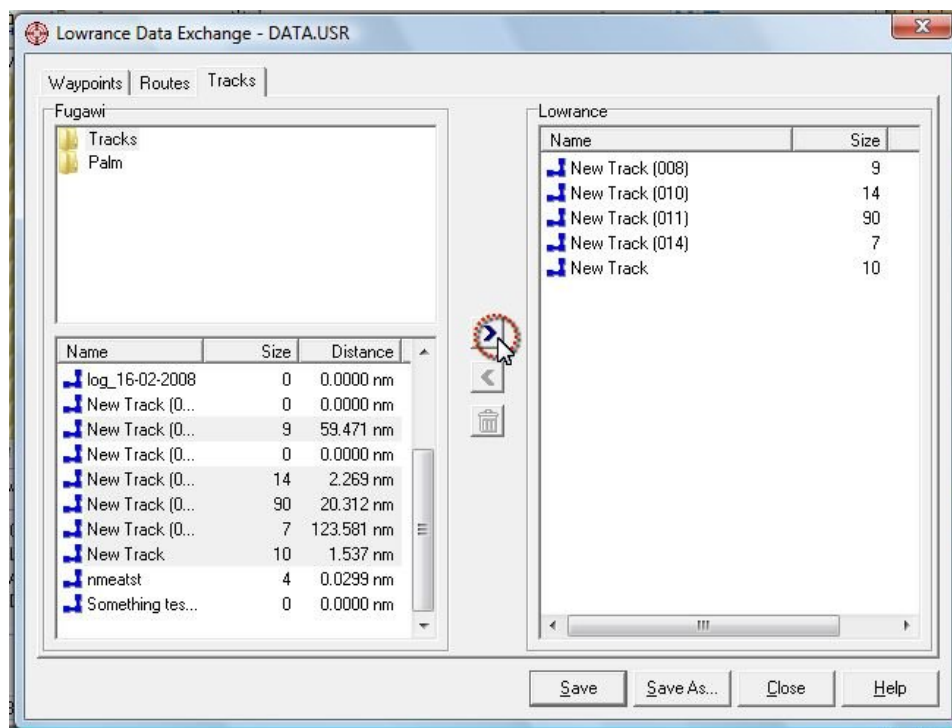 Lowrance Data Exchange - DATA.USR
Waypoints Routes Tracks
Fugawi
Tracks
Palm
Name Size Distance
log_16-02-2008 0 0.0000 nm
New Track (0... 0 0.0000 nm
New Track (0... 9 59.471 nm
New Track (0... 0 0.0000 nm
New Track (0... 14 2.269 nm
New Track (0... 90 20.312 nm
New Track (0... 7 123.581 nm
New Track 10 1.537 nm
nmeatst 4 0.0299 nm
Something tes... 0 0.0000 nm
Lowrance
Name Size
New Track (008) 9
New Track (010) 14
New Track (011) 90
New Track (014) 7
New Track 10
Save Save As... Close Help